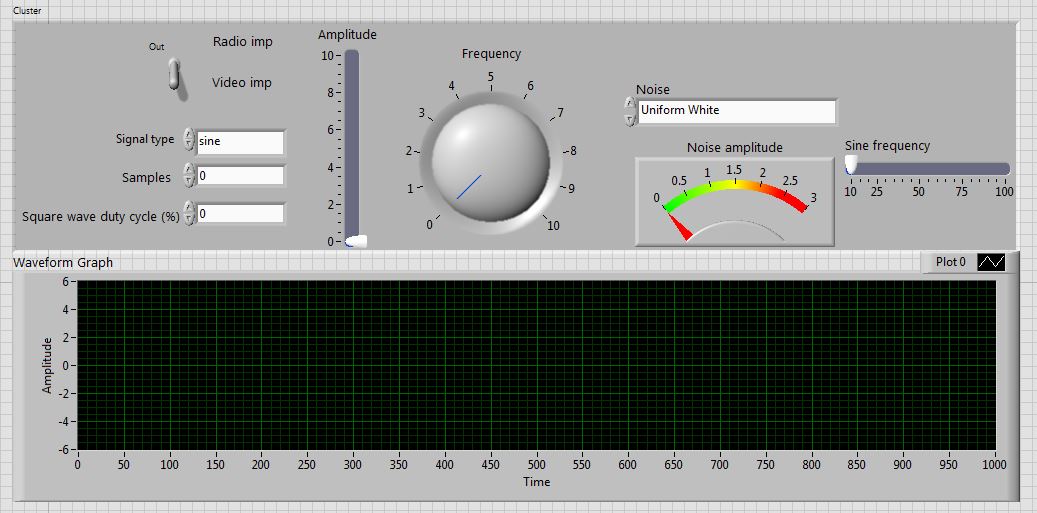 Cluster
Out
Radio imp
Video imp
Signal type sine
Samples 0
Square wave duty cycle (%) 0
Amplitude
10
8
6
4
2
0
Frequency
0 1 2 3 4 5 6 7 8 9 10
Noise
Uniform White
Noise amplitude
0 0.5 1 1.5 2 2.5 3
Sine frequency
10 25 50 75 100
Waveform Graph
Plot 0
Amplitude
6
4
2
0
-2
-4
-6
0 50 100 150 200 250 300 350 400 450 500 550 600 650 700 750 800 850 900 950 1000
Time